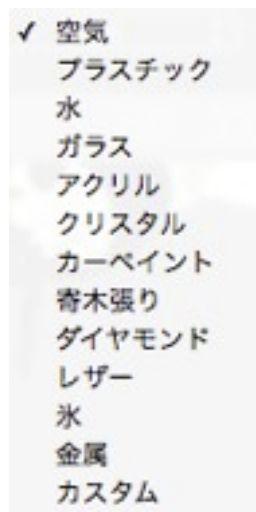 ✓ 空気
プラスチック
水
ガラス
アクリル
クリスタル
カーペイント
寄木張り
ダイヤモンド
レザー
氷
金属
カスタム